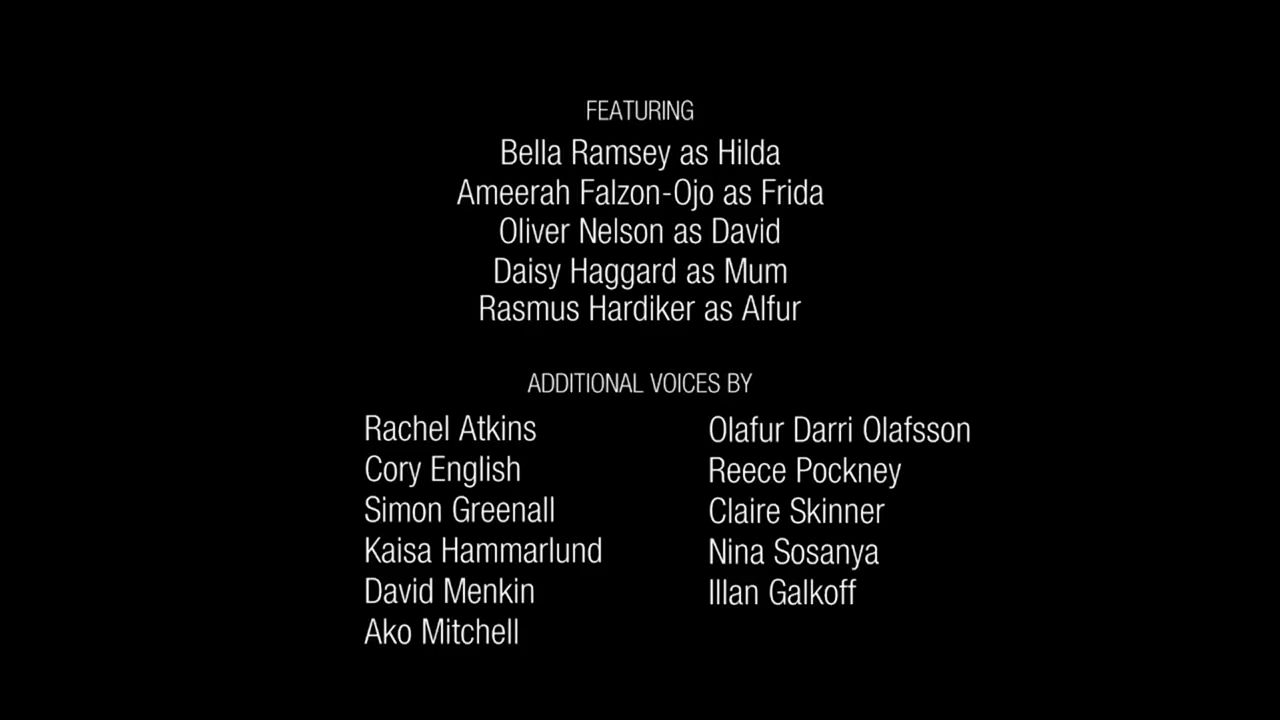 FEATURING
Bella Ramsey as Hilda
Ameerah Falzon-Ojo as Frida
Oliver Nelson as David
Daisy Haggard as Mum
Rasmus Hardiker as Alfur
ADDITIONAL VOICES BY
Rachel Atkins
Cory English
Simon Greenall
Kaisa Hammarlund
David Menkin
Ako Mitchell
Olafur Darri Olafsson
Reece Pockney
Claire Skinner
Nina Sosanya
Illan Galkoff